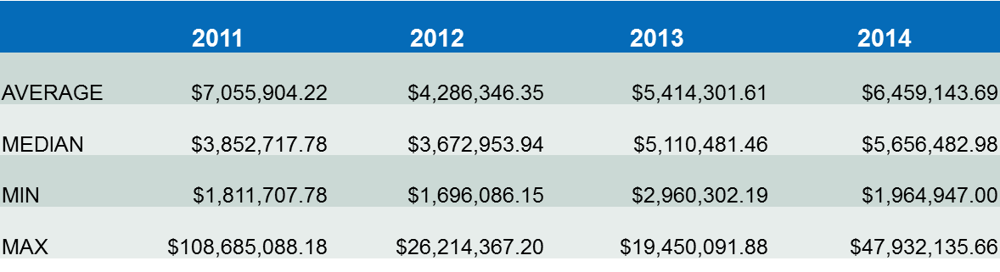 2011 2012 2013 2014
AVERAGE $7,055,904.22 $4,286,346.35 $5,414,301.61 $6,459,143.69
MEDIAN $3,852,717.78 $3,672,953.94 $5,110,481.46 $5,656,482.98
MIN $1,811,707.78 $1,696,086.15 $2,960,302.19 $1,964,947.00
MAX $108,685,088.18 $26,214,367.20 $19,450,091.88 $47,932,135.66